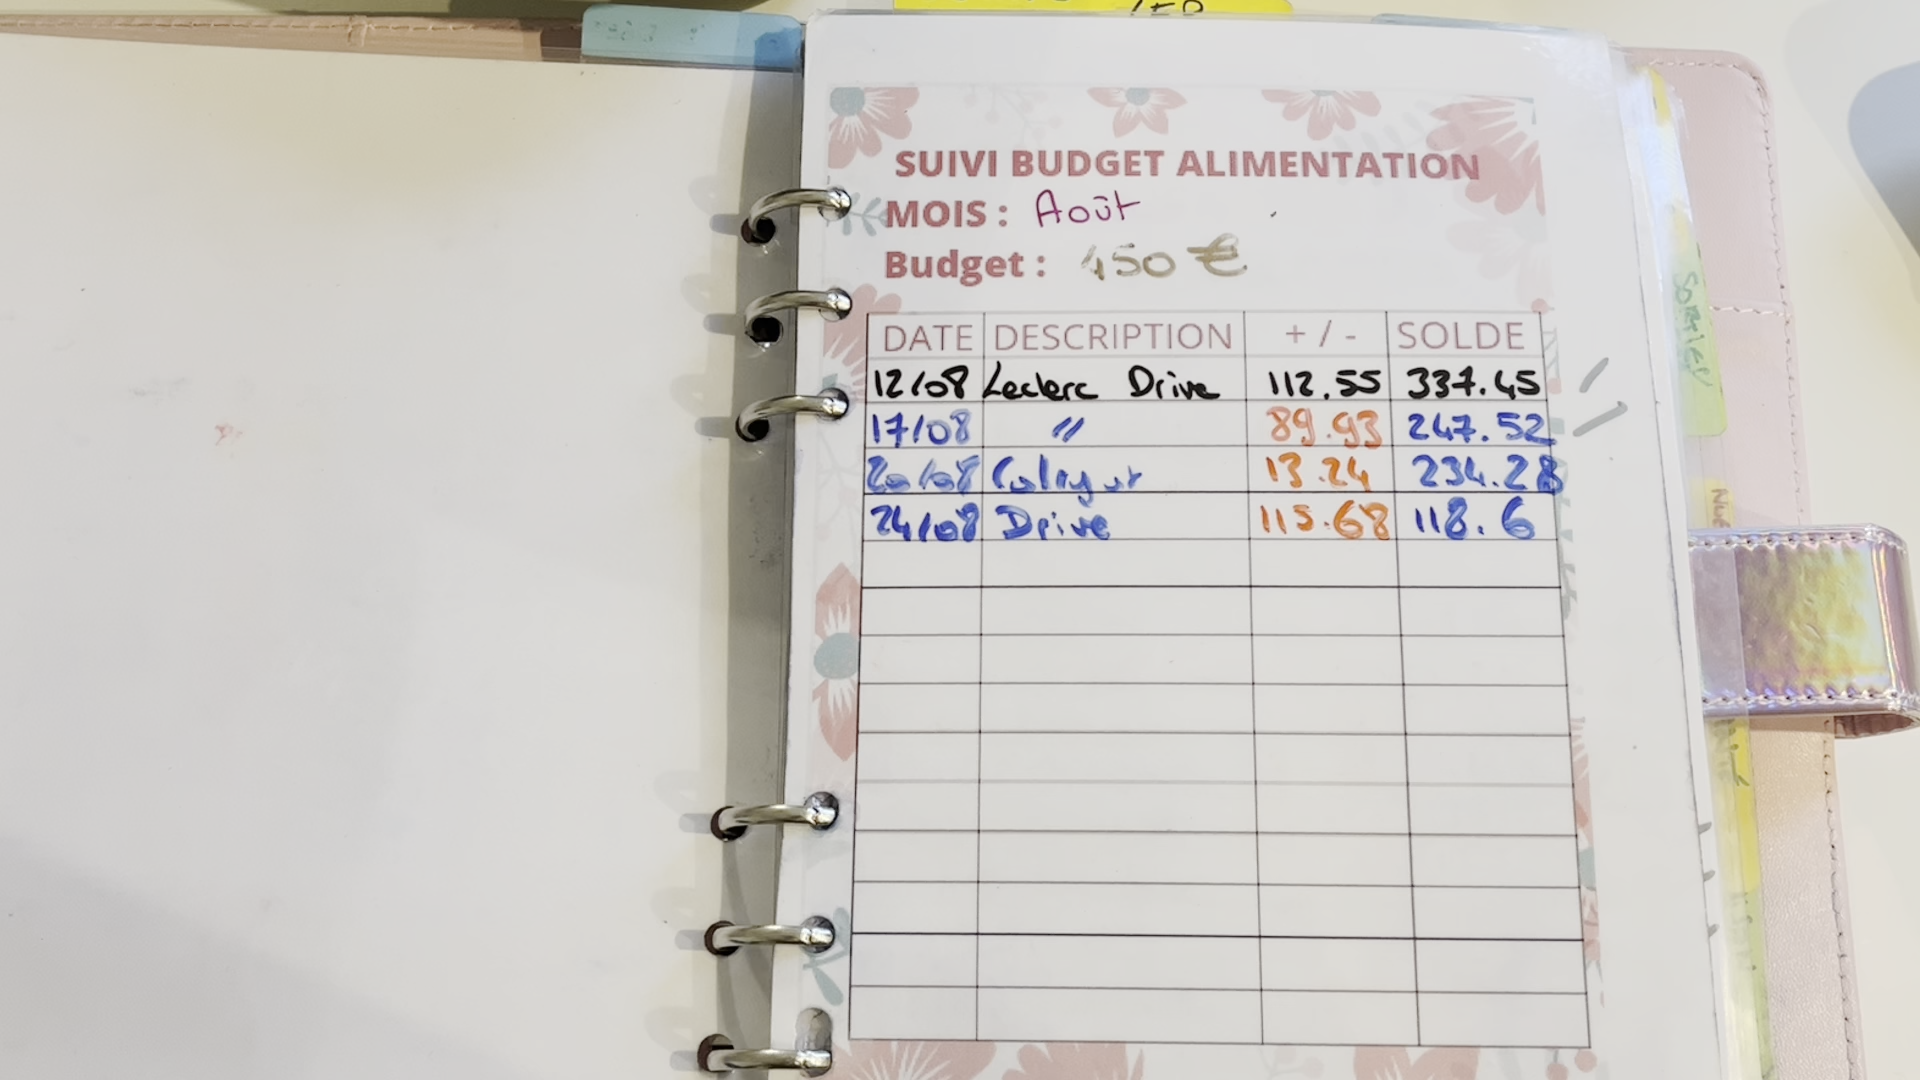 SUIVI BUDGET ALIMENTATION
MOIS : Août
Budget : 450 €
DATE DESCRIPTION + / - SOLDE
12/08 Leclerc Drive 112.55 337.45
17/08 " 89.93 247.52
20/08 13.24 234.28
24/08 Drive 115.68 118.6